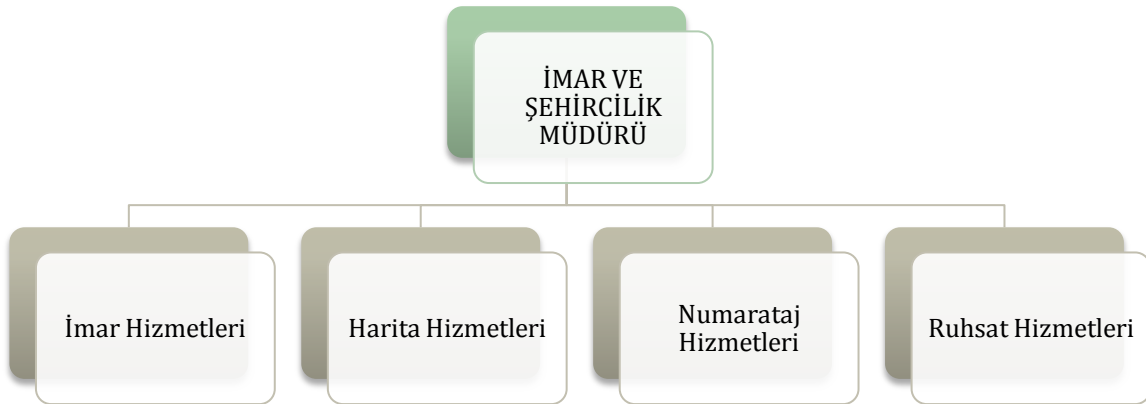 İMAR VE
ŞEHİRCİLİK
MÜDÜRÜ
İmar Hizmetleri
Harita Hizmetleri
Numarataj
Hizmetleri
Ruhsat Hizmetleri